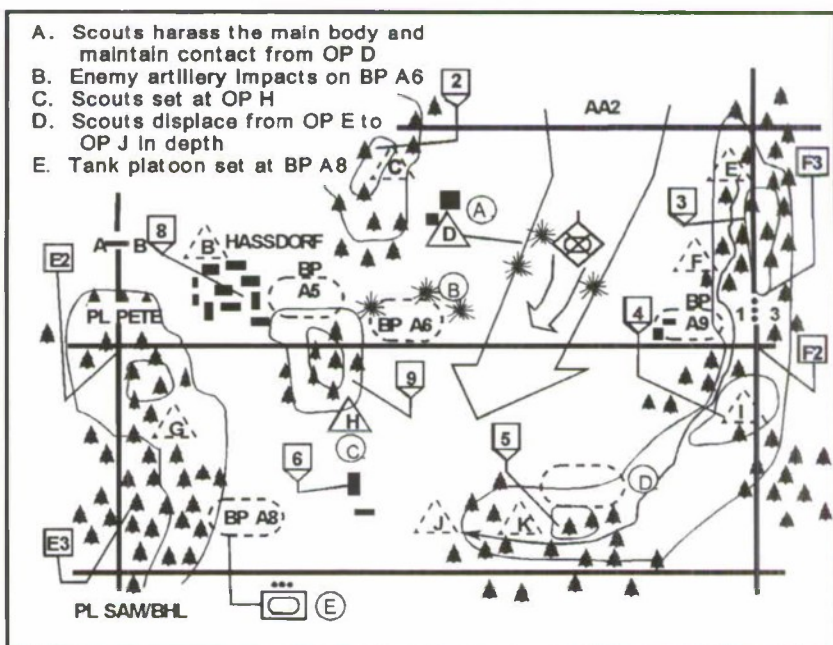 A. Scouts harass the main body and
maintain contact from OP D
B. Enemy artillery impacts on BP A6
C. Scouts set at OP H
D. Scouts displace from OP E to
OP J in depth
E. Tank platoon set at BP A8
2
AA2
C
E
F3
A
3
8
B
HASSDORF
D
E2
A B
F
BP
A5
B
BP
A9
4
1 3
PL PETE
BP A6
F2
9
I
G
H
C
5
6
D
BP A8
J
K
E3
E
PL SAM/BHL